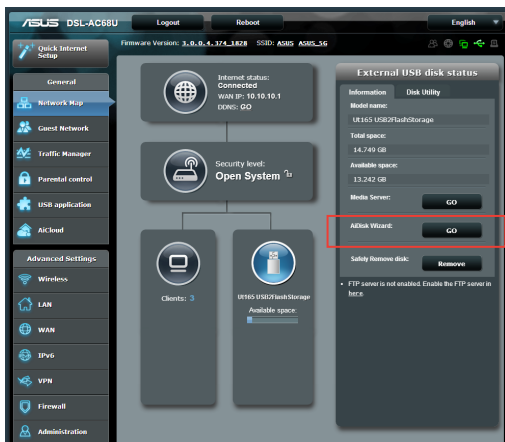 ASUS DSL-AC68U
Logout
Reboot
English
Quick Internet
Setup
Firmware Version: 3.0.0.4.374_1828 SSID: ASUS ASUS_5G
General
Network Map
Guest Network
Traffic Manager
Parental control
USB application
AiCloud
Advanced Settings
Wireless
LAN
WAN
IPv6
VPN
Firewall
Administration
Internet status:
Connected
WAN IP: 10.10.10.1
DDNS: GO
Security level:
Open System
Clients: 3
Ut165 USB2FlashStorage
Available space:
External USB disk status
Information
Disk Utility
Model name:
Ut165 USB2FlashStorage
Total space:
14.749 GB
Available space:
13.242 GB
Media Server:
GO
AiDisk Wizard:
GO
Safely Remove disk:
Remove
• FTP server is not enabled. Enable the FTP server in
here.